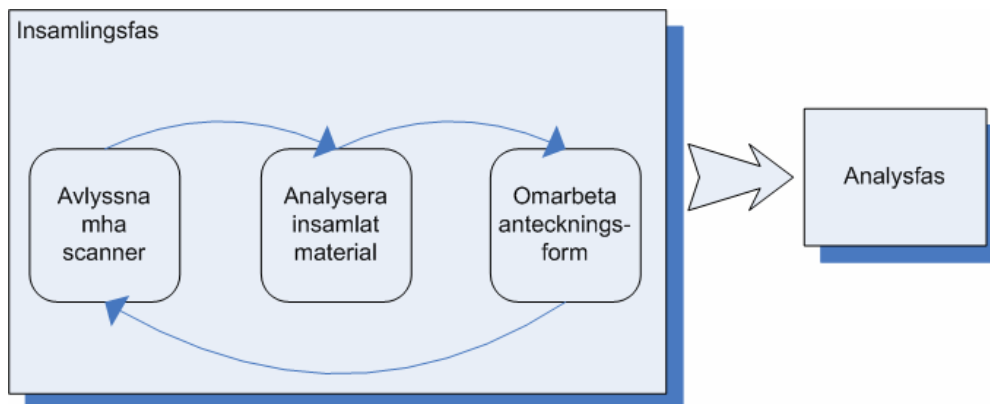 Insamlingsfas
Avlyssna
mha
scanner
Analysera
insamlat
material
Omarbeta
antecknings-
form
Analysfas